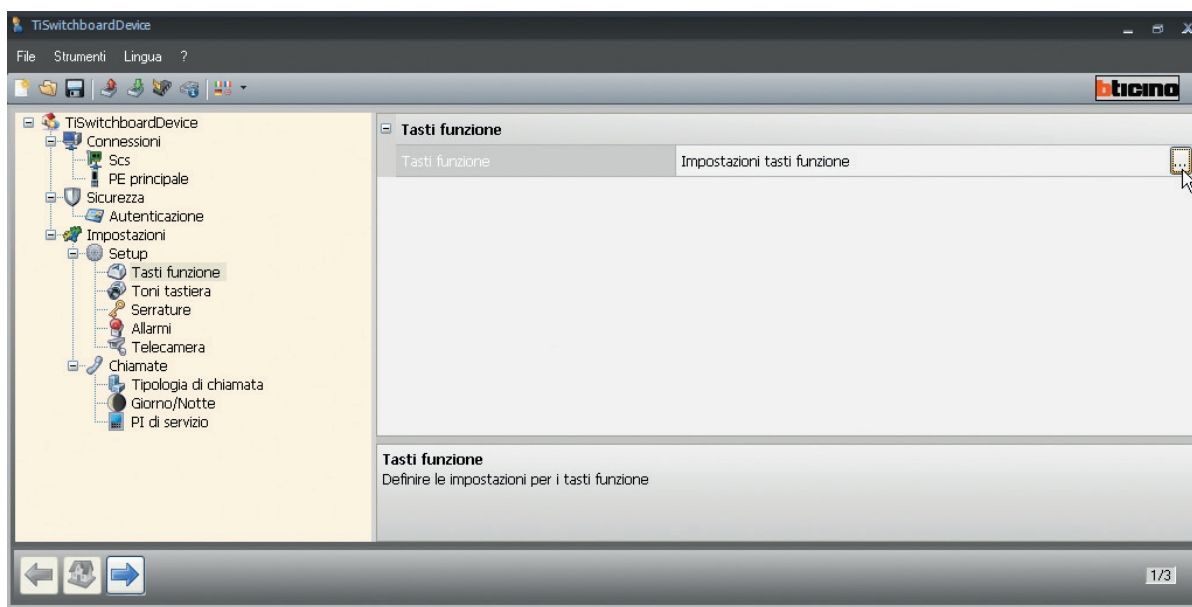 TiSwitchboardDevice
File Strumenti Lingua ?
bticino
TiSwitchboardDevice
Connessioni
Scs
PE principale
Sicurezza
Autenticazione
Impostazioni
Setup
Tasti funzione
Toni tastiera
Serrature
Allarmi
Telecamera
Chiamate
Tipologia di chiamata
Giorno/Notte
PI di servizio
Tasti funzione
Tasti funzione Impostazioni tasti funzione ...
Tasti funzione
Definire le impostazioni per i tasti funzione
1/3